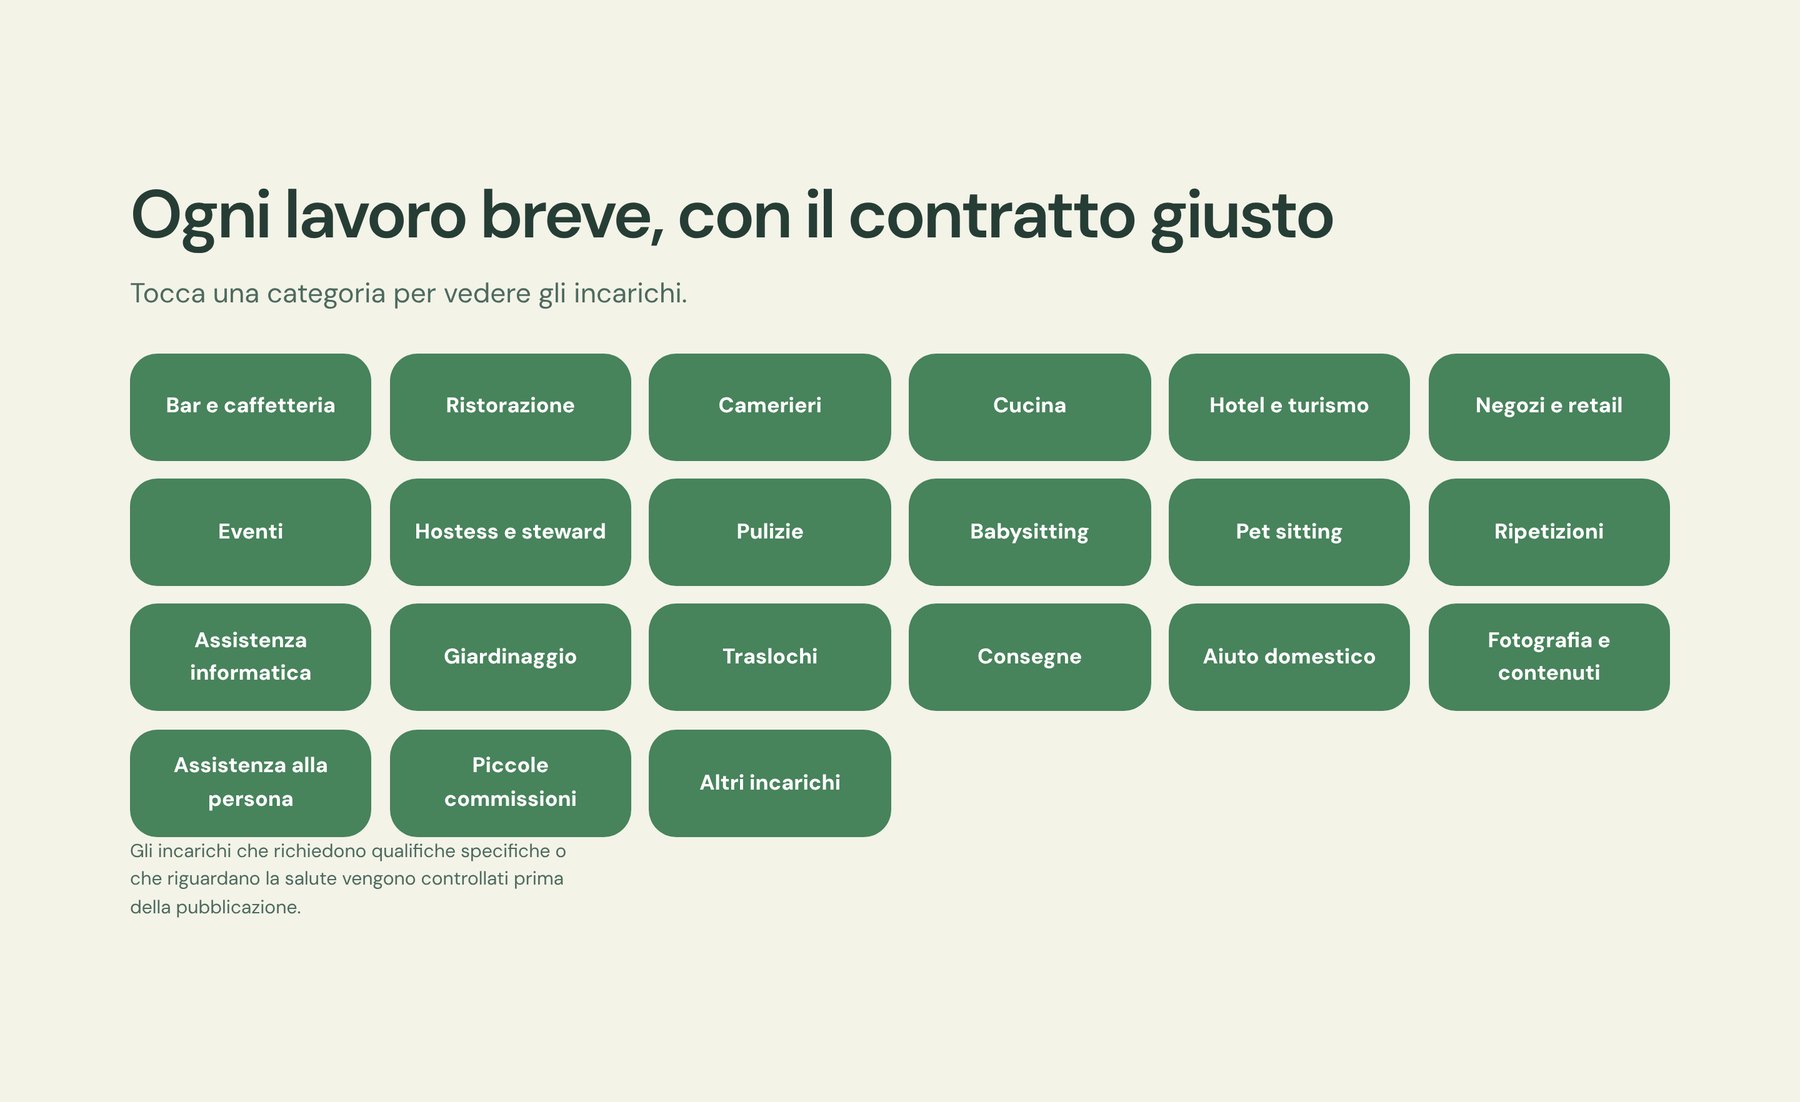 Ogni lavoro breve, con il contratto giusto
Tocca una categoria per vedere gli incarichi.
Bar e caffetteria
Ristorazione
Camerieri
Cucina
Hotel e turismo
Negozi e retail
Eventi
Hostess e steward
Pulizie
Babysitting
Pet sitting
Ripetizioni
Assistenza
informatica
Giardinaggio
Traslochi
Consegne
Aiuto domestico
Fotografia e
contenuti
Assistenza alla
persona
Piccole
commissioni
Altri incarichi
Gli incarichi che richiedono qualifiche specifiche o
che riguardano la salute vengono controllati prima
della pubblicazione.